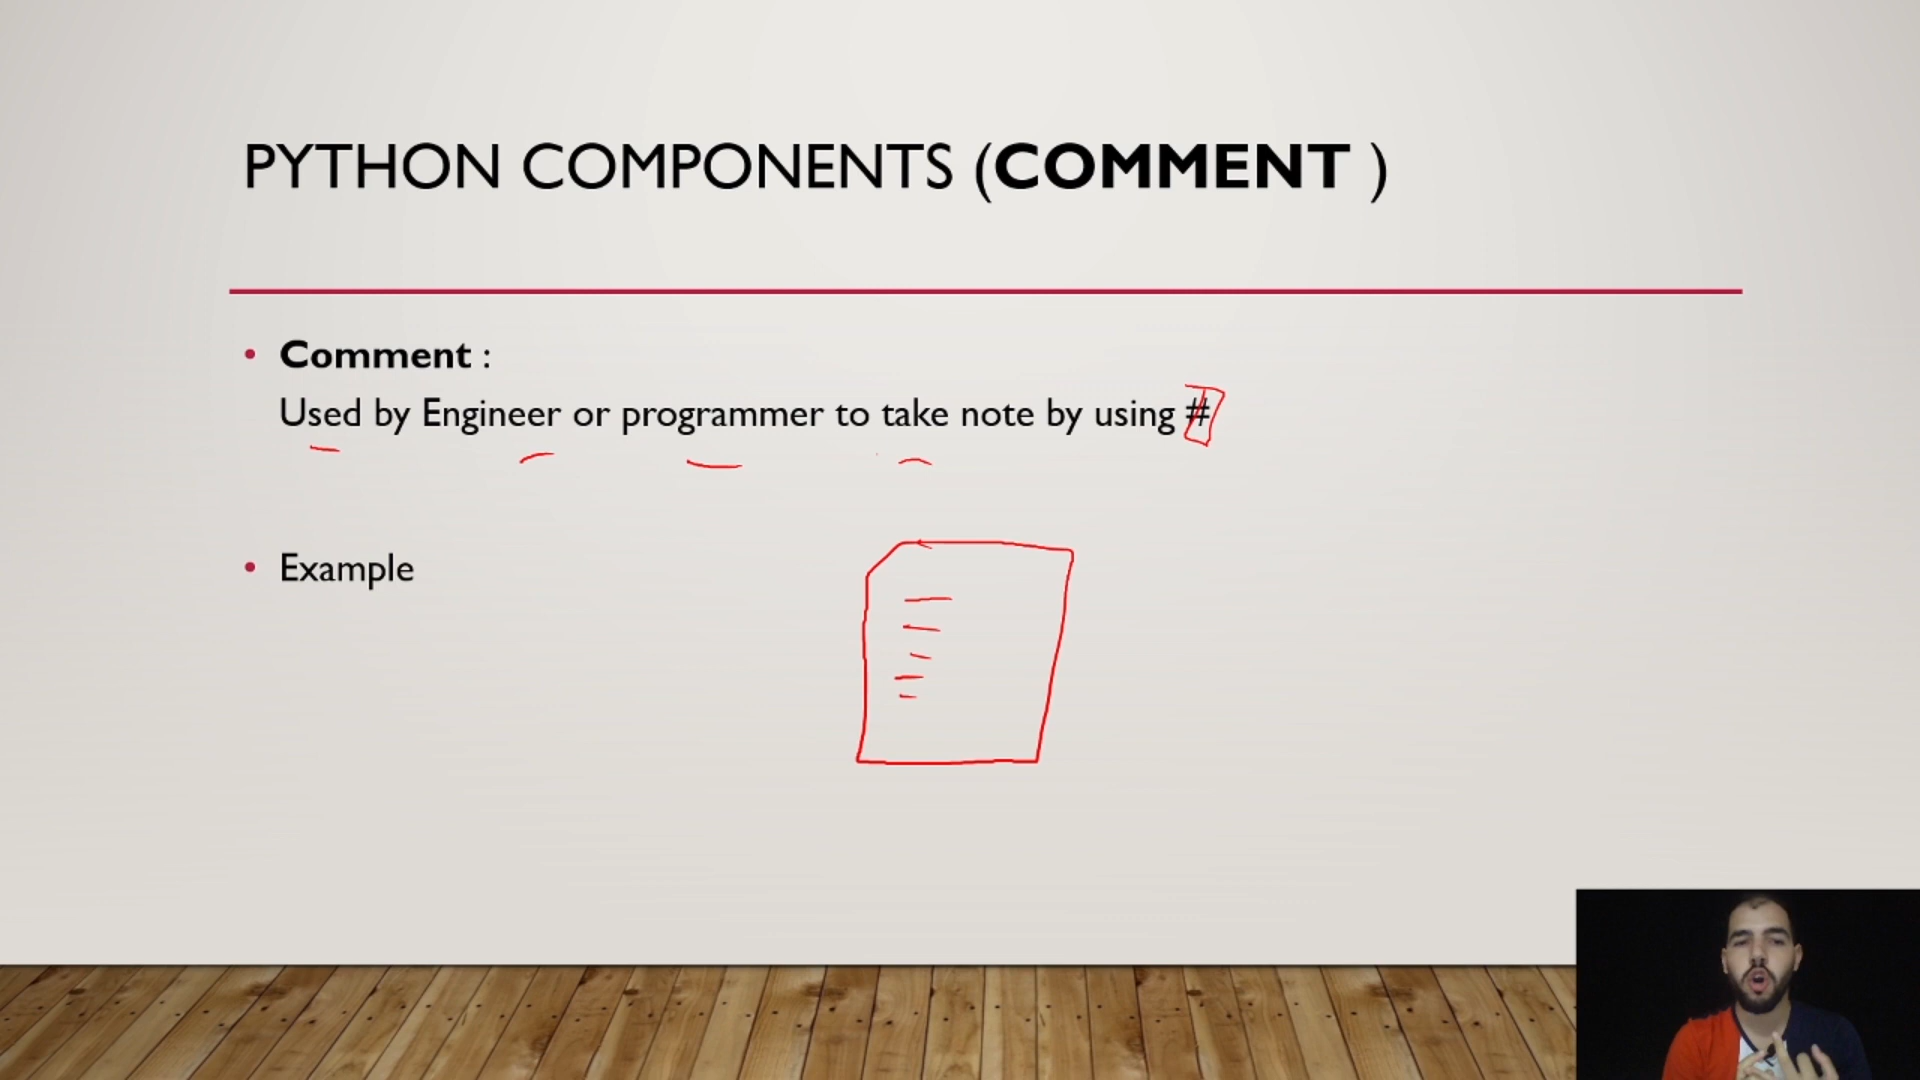 PYTHON COMPONENTS (COMMENT )
• Comment :
Used by Engineer or programmer to take note by using #
• Example